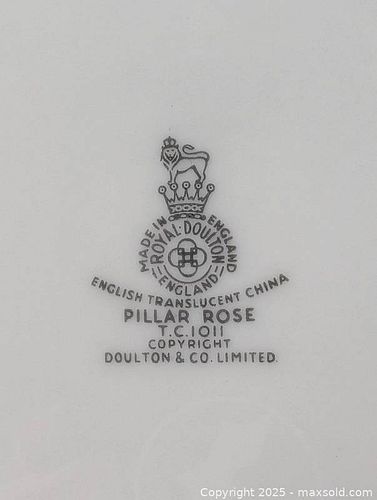 MADE IN ENGLAND
ROYAL·DOULTON
ENGLAND
ENGLISH TRANSLUCENT CHINA
PILLAR ROSE
T.C.1011
COPYRIGHT
DOULTON & CO. LIMITED.
Copyright 2025 - maxsold.com